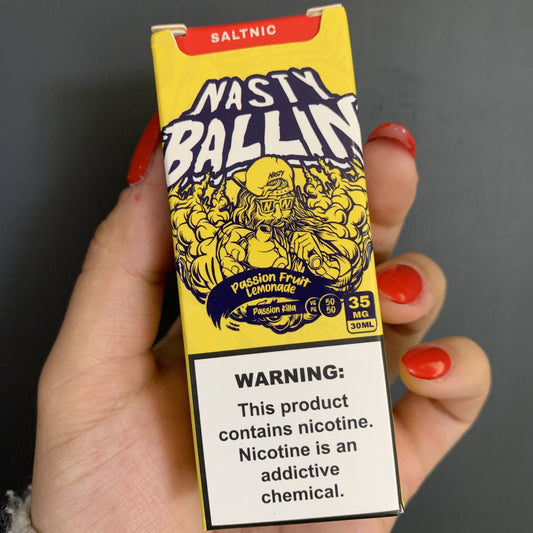 SALTNIC
NASTY
BALLIN
NASTY
Passion Fruit
Lemonade
Passion Killa
VG 50
PG 50
35
MG
30ML
WARNING:
This product
contains nicotine.
Nicotine is an
addictive
chemical.